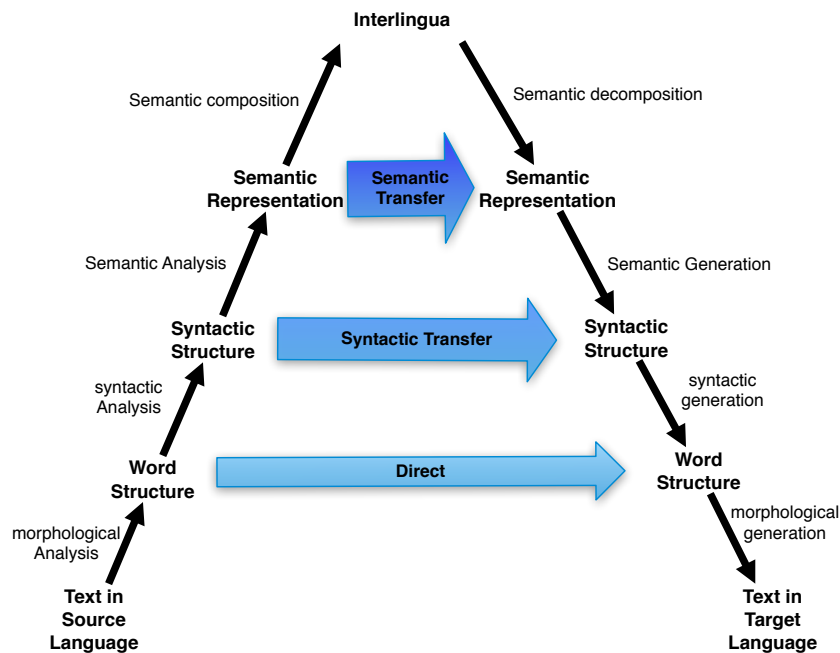 Interlingua
Semantic composition
Semantic decomposition
Semantic
Representation
Semantic
Transfer
Semantic
Representation
Semantic Analysis
Semantic Generation
Syntactic
Structure
Syntactic Transfer
Syntactic
Structure
syntactic
Analysis
syntactic
generation
Word
Structure
Direct
Word
Structure
morphological
Analysis
morphological
generation
Text in
Source
Language
Text in
Target
Language